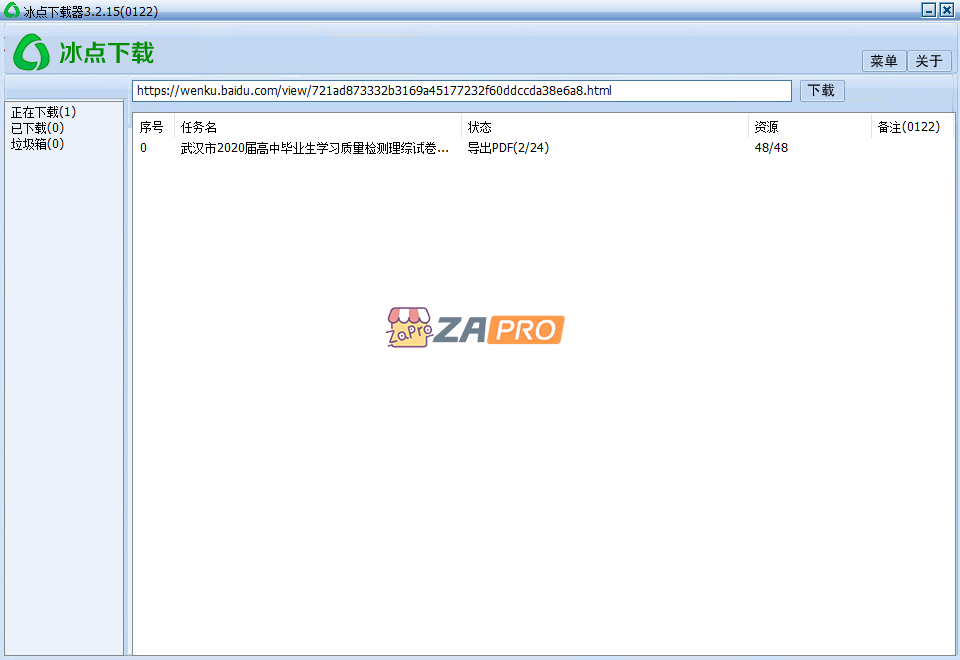 冰点下载器3.2.15(0122)
冰点下载
菜单 关于
https://wenku.baidu.com/view/721ad873332b3169a45177232f60ddccda38e6a8.html 下载
正在下载(1)
已下载(0)
垃圾箱(0)
序号 任务名 状态 资源 备注(0122)
0 武汉市2020届高中毕业生学习质量检测理综试卷... 导出PDF(2/24) 48/48
ZaPro ZAPRO